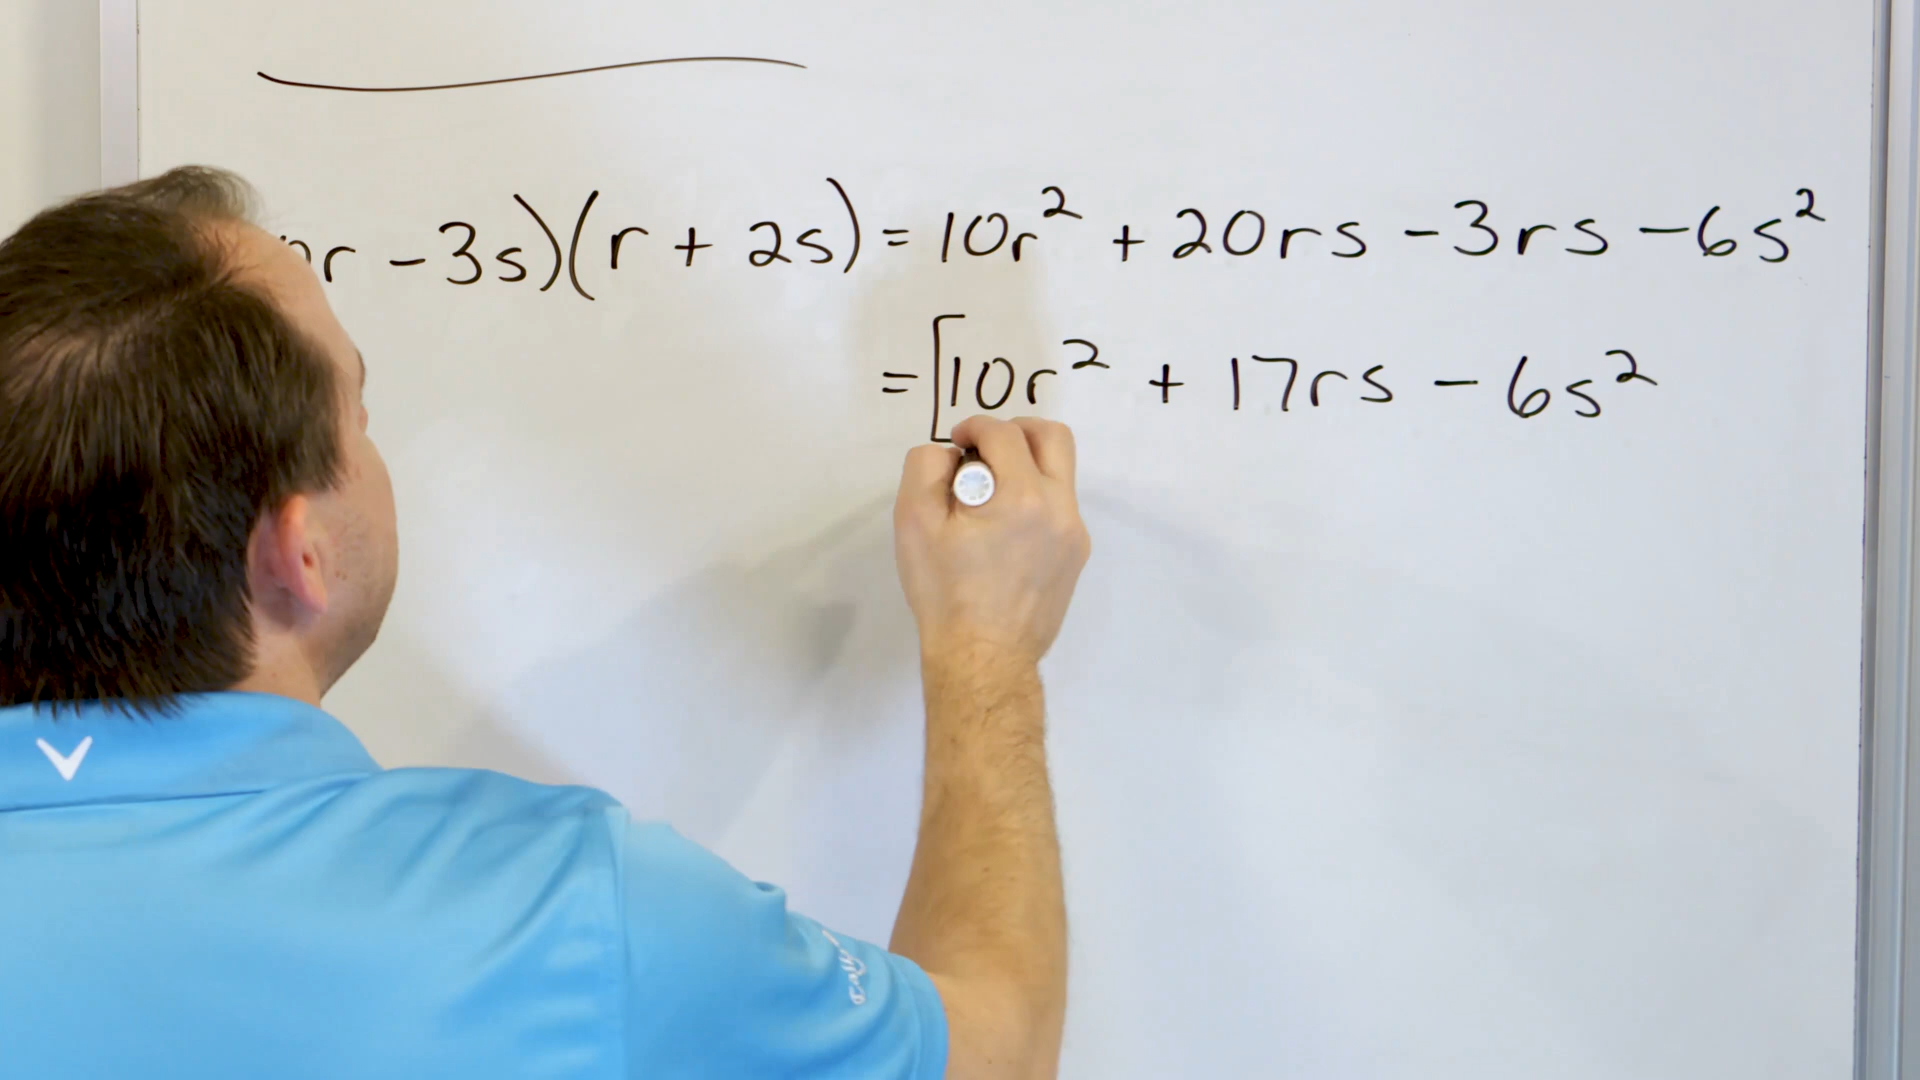 r - 3s)(r + 2s) = 10r² + 20rs - 3rs - 6s²
= [10r² + 17rs - 6s²